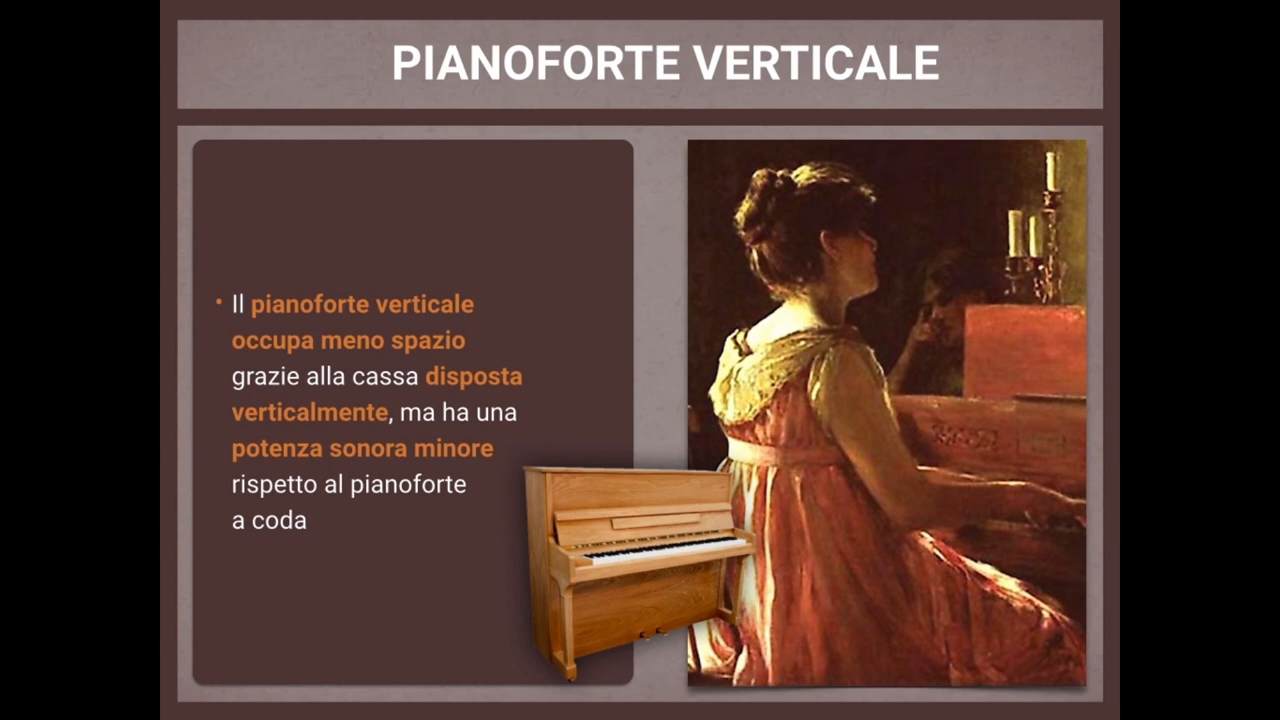 PIANOFORTE VERTICALE
• Il pianoforte verticale
occupa meno spazio
grazie alla cassa disposta
verticalmente, ma ha una
potenza sonora minore
rispetto al pianoforte
a coda